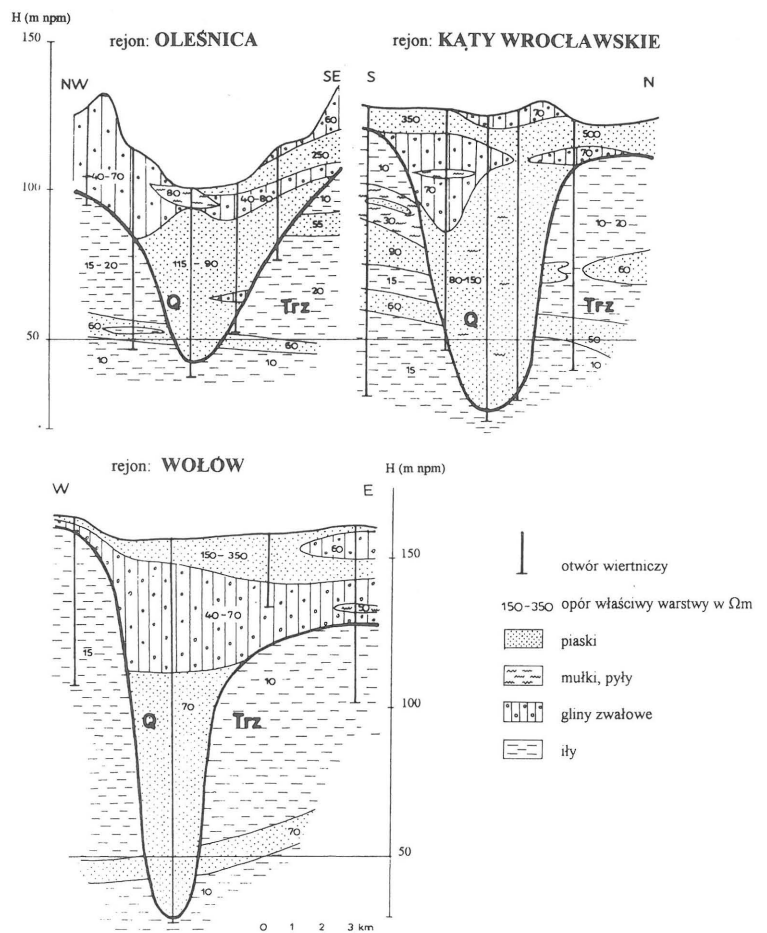 H (m npm)
150
100
50
rejon: OLEŚNICA
NW
SE
60
250
40-70
80
40-80
10
55
15-20
115-90
20
Q
Trz
60
60
10
10
rejon: KĄTY WROCŁAWSKIE
S
N
350
70
500
70
10
70
30
10-20
90
60
15
80-150
60
Q
Trz
50
15
10
rejon: WOŁÓW
H (m npm)
W
E
150
150-350
60
40-70
50
15
10
70
100
Q
Trz
70
50
10
0 1 2 3 km
otwór wiertniczy
150-350 opór właściwy warstwy w Ωm
piaski
mułki, pyły
gliny zwałowe
iły